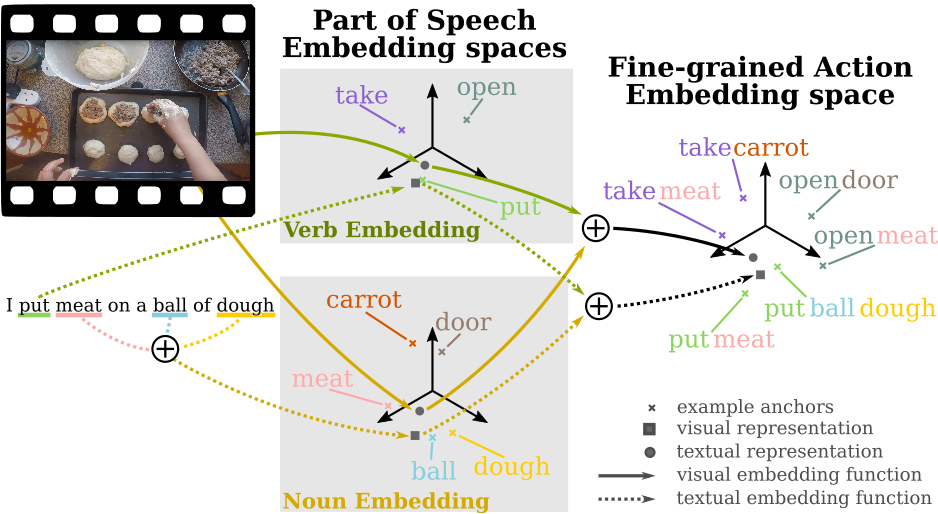 Part of Speech
Embedding spaces
Fine-grained Action
Embedding space
take
open
put
Verb Embedding
I put meat on a ball of dough
carrot
door
meat
ball
dough
Noun Embedding
take carrot
take meat
open door
open meat
put ball dough
put meat
example anchors
visual representation
textual representation
visual embedding function
textual embedding function